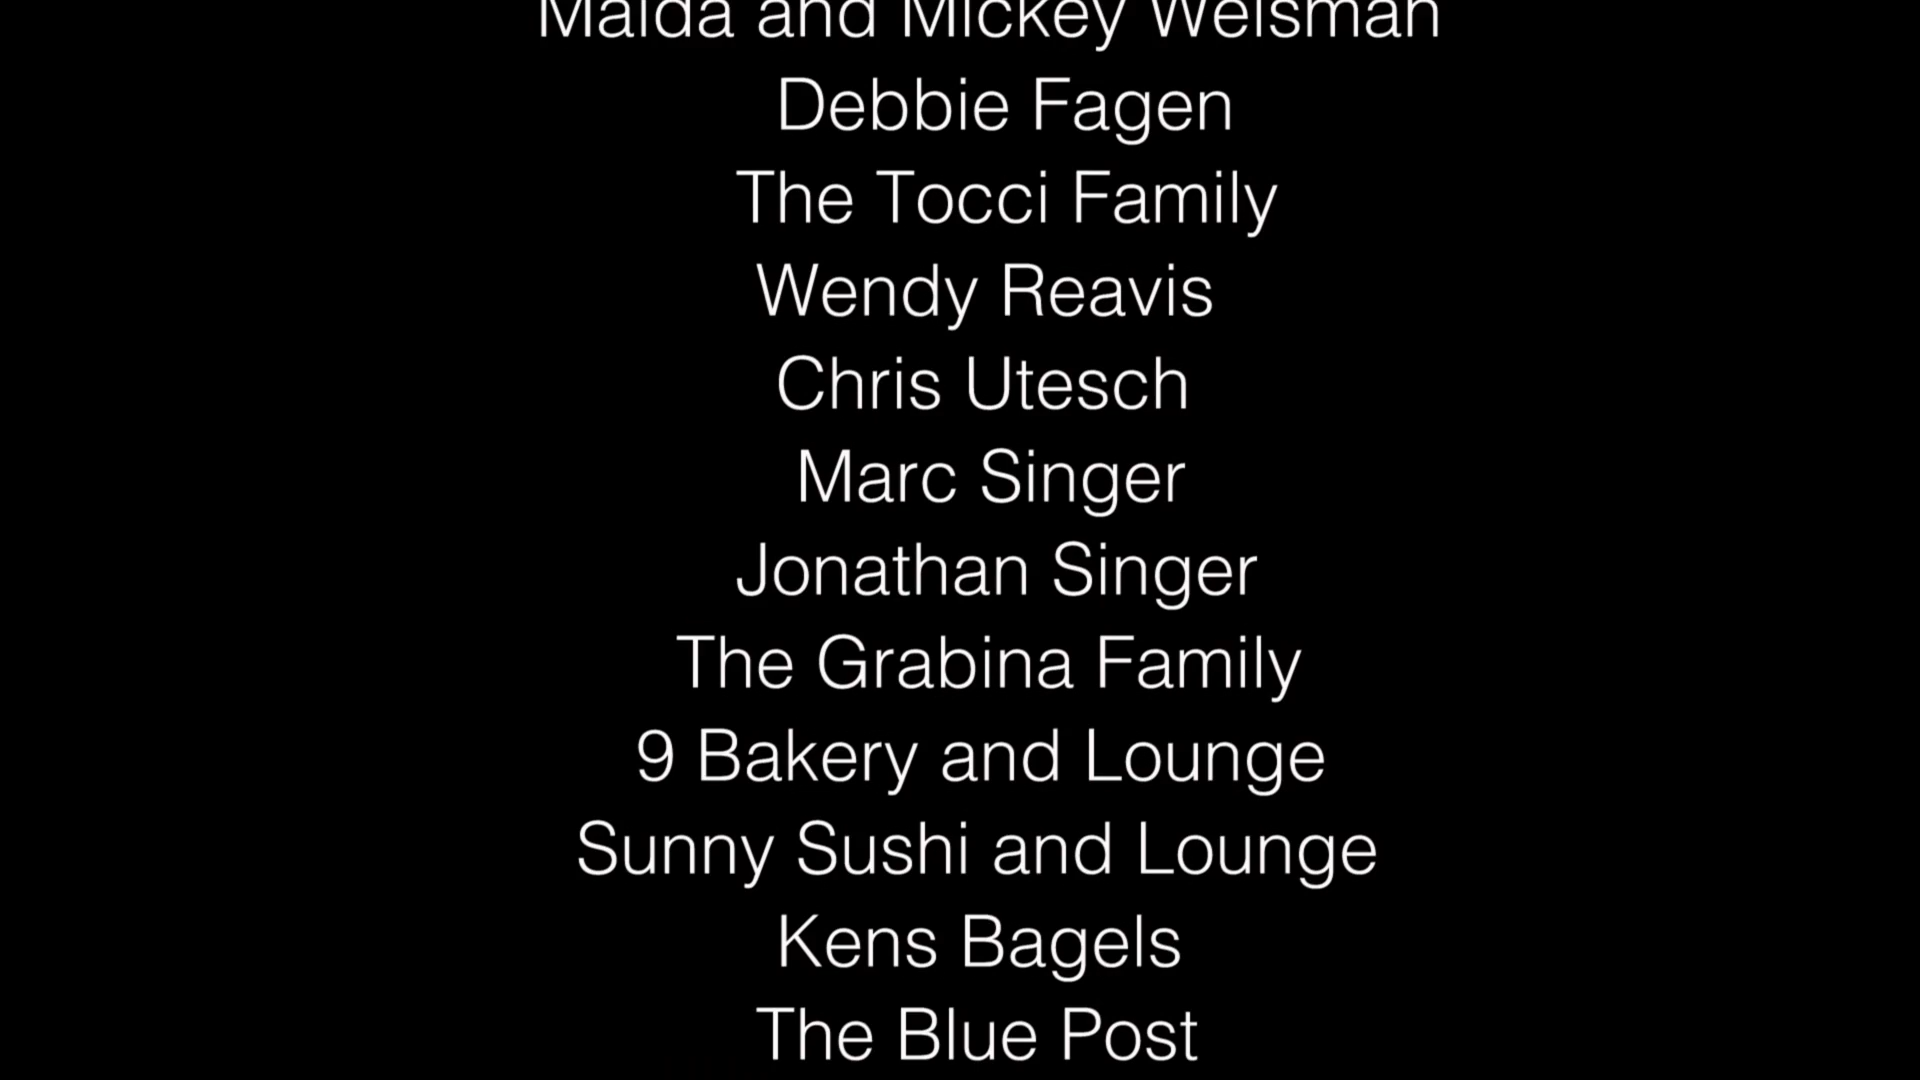 Maida and Mickey Weisman
Debbie Fagen
The Tocci Family
Wendy Reavis
Chris Utesch
Marc Singer
Jonathan Singer
The Grabina Family
9 Bakery and Lounge
Sunny Sushi and Lounge
Kens Bagels
The Blue Post